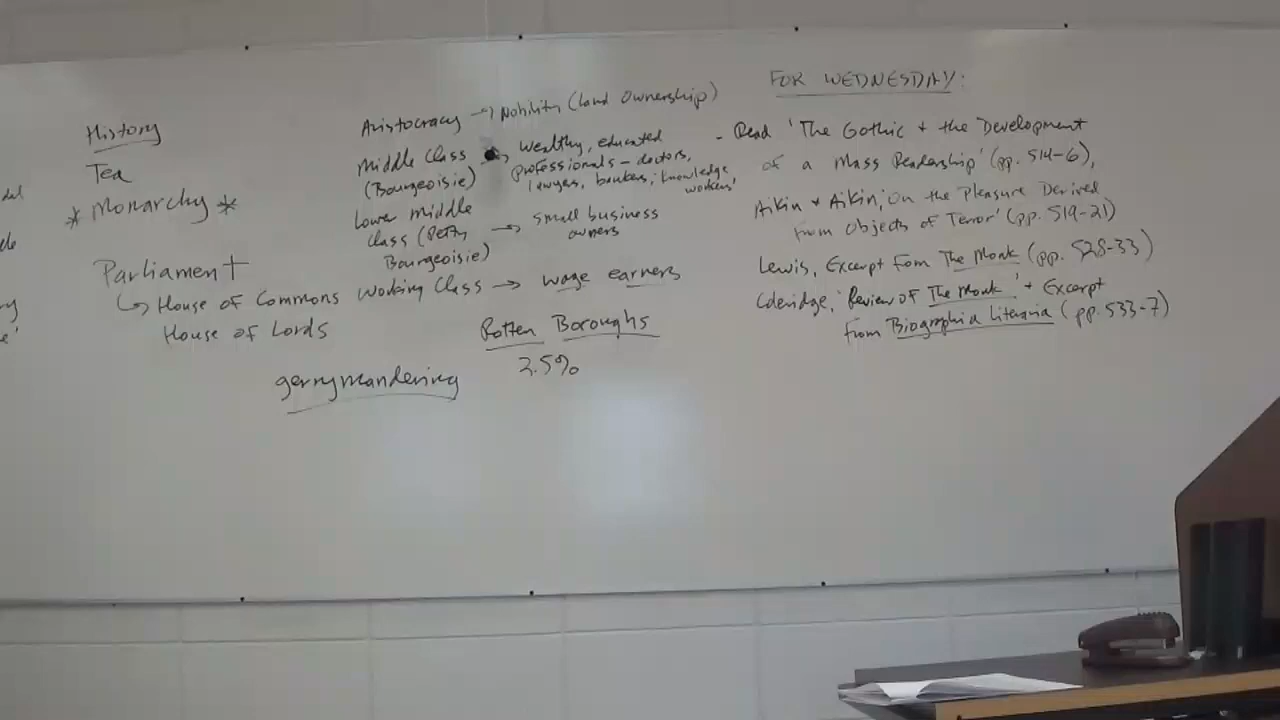 del
History
Tea
* Monarchy *
Parliament
↳ House of Commons
House of Lords
gerrymandering
Aristocracy → Nobility (Land Ownership)
Middle Class → wealthy, educated
(Bourgeoisie) professionals - doctors,
lawyers, bankers, 'knowledge
workers'
Lower middle
class (Petty → small business
Bourgeoisie) owners
Working Class → wage earners
Rotten Boroughs
2.5%
FOR WEDNESDAY:
- Read 'The Gothic + the Development
of a Mass Readership' (pp. 514-6),
Aikin + Aikin, 'On the Pleasure Derived
from Objects of Terror' (pp. 519-21)
Lewis, Excerpt from The Monk (pp. 528-33)
Coleridge, 'Review of The Monk' + Excerpt
from Biographia Literaria (pp. 533-7)